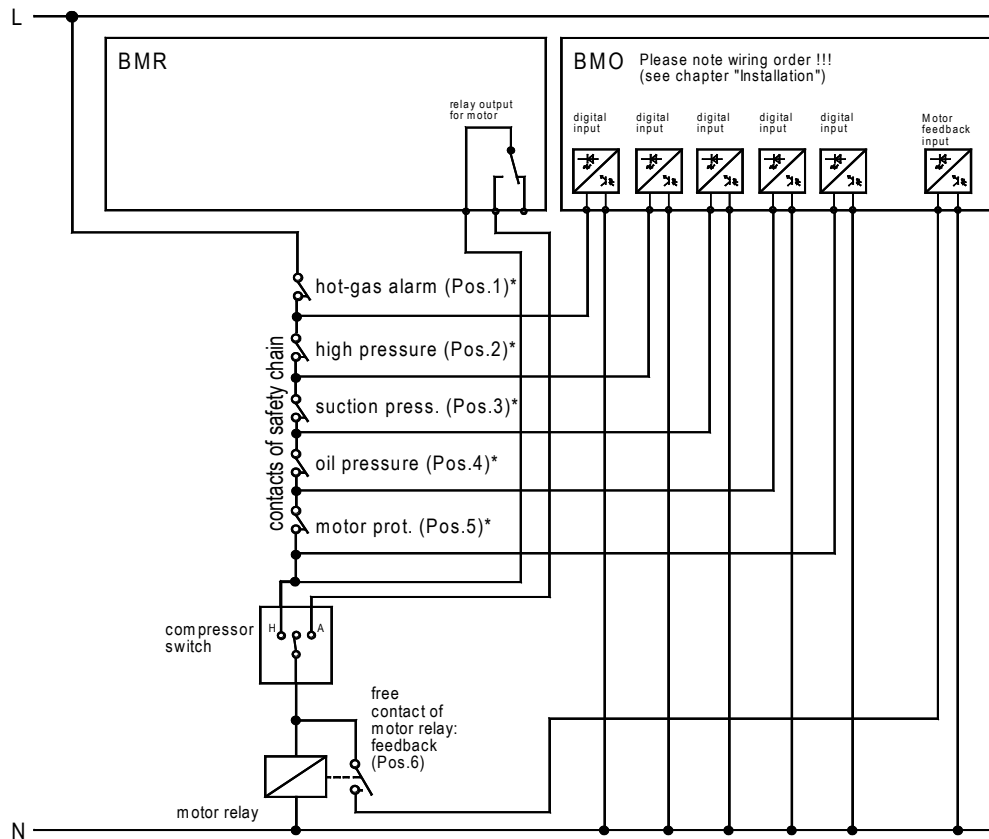 L
BMR
BMO
Please note wiring order !!!
(see chapter "Installation")
relay output
for motor
digital
input
digital
input
digital
input
digital
input
digital
input
Motor
feedback
input
hot-gas alarm (Pos.1)*
high pressure (Pos.2)*
suction press. (Pos.3)*
oil pressure (Pos.4)*
motor prot. (Pos.5)*
contacts of safety chain
compressor
switch
H
A
free
contact of
motor relay:
feedback
(Pos.6)
motor relay
N